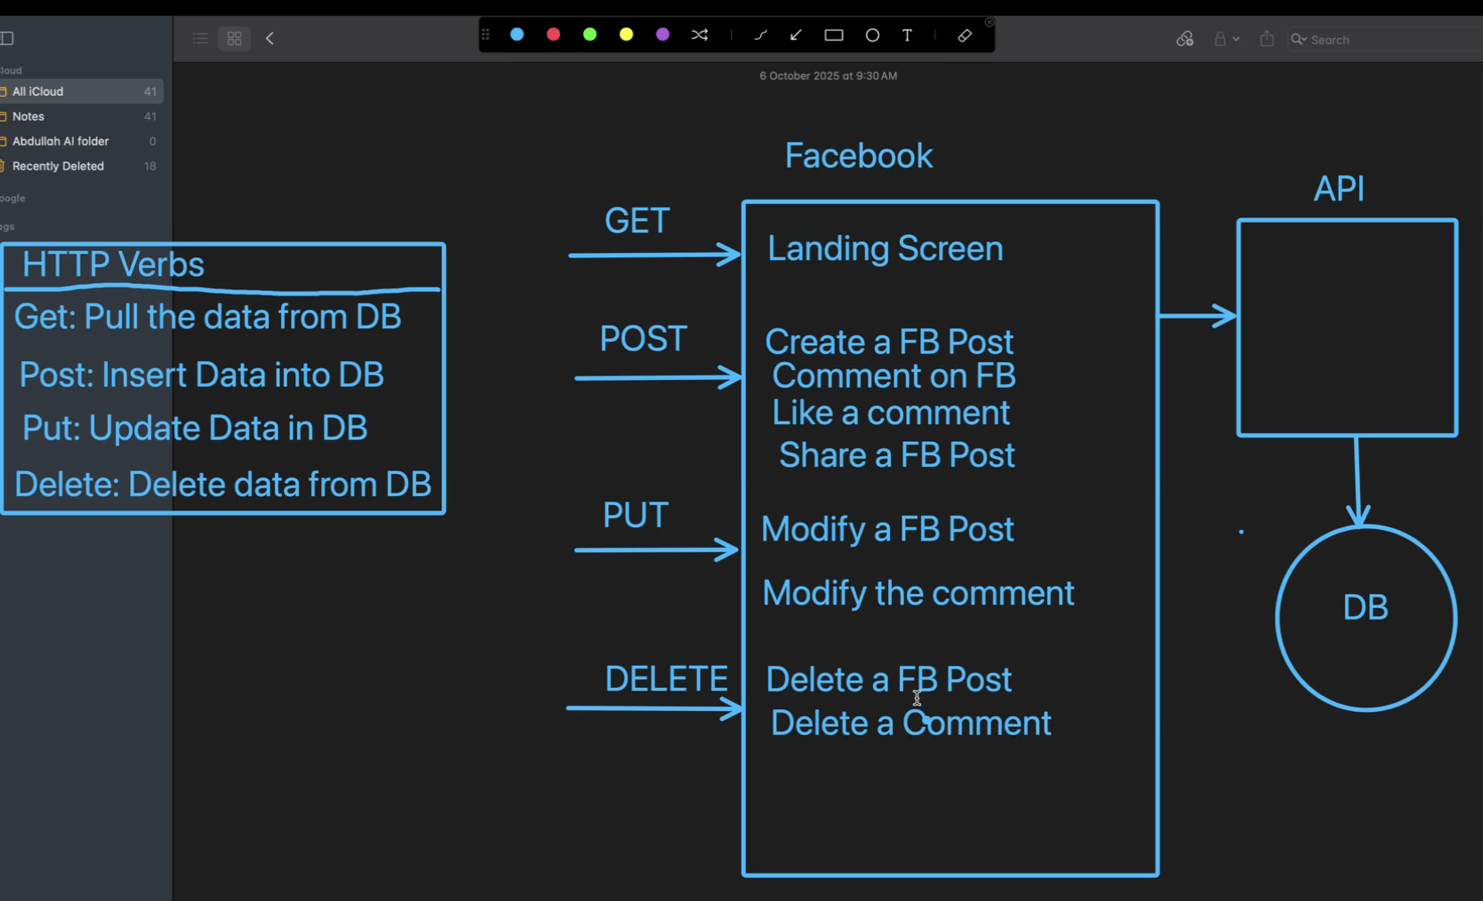 Search
6 October 2025 at 9:30 AM
loud
All iCloud 41
Notes 41
Abdullah AI folder 0
Recently Deleted 18
oogle
ags
HTTP Verbs
Get: Pull the data from DB
Post: Insert Data into DB
Put: Update Data in DB
Delete: Delete data from DB
Facebook
GET
Landing Screen
POST
Create a FB Post
Comment on FB
Like a comment
Share a FB Post
PUT
Modify a FB Post
Modify the comment
DELETE
Delete a FB Post
Delete a Comment
API
DB
T